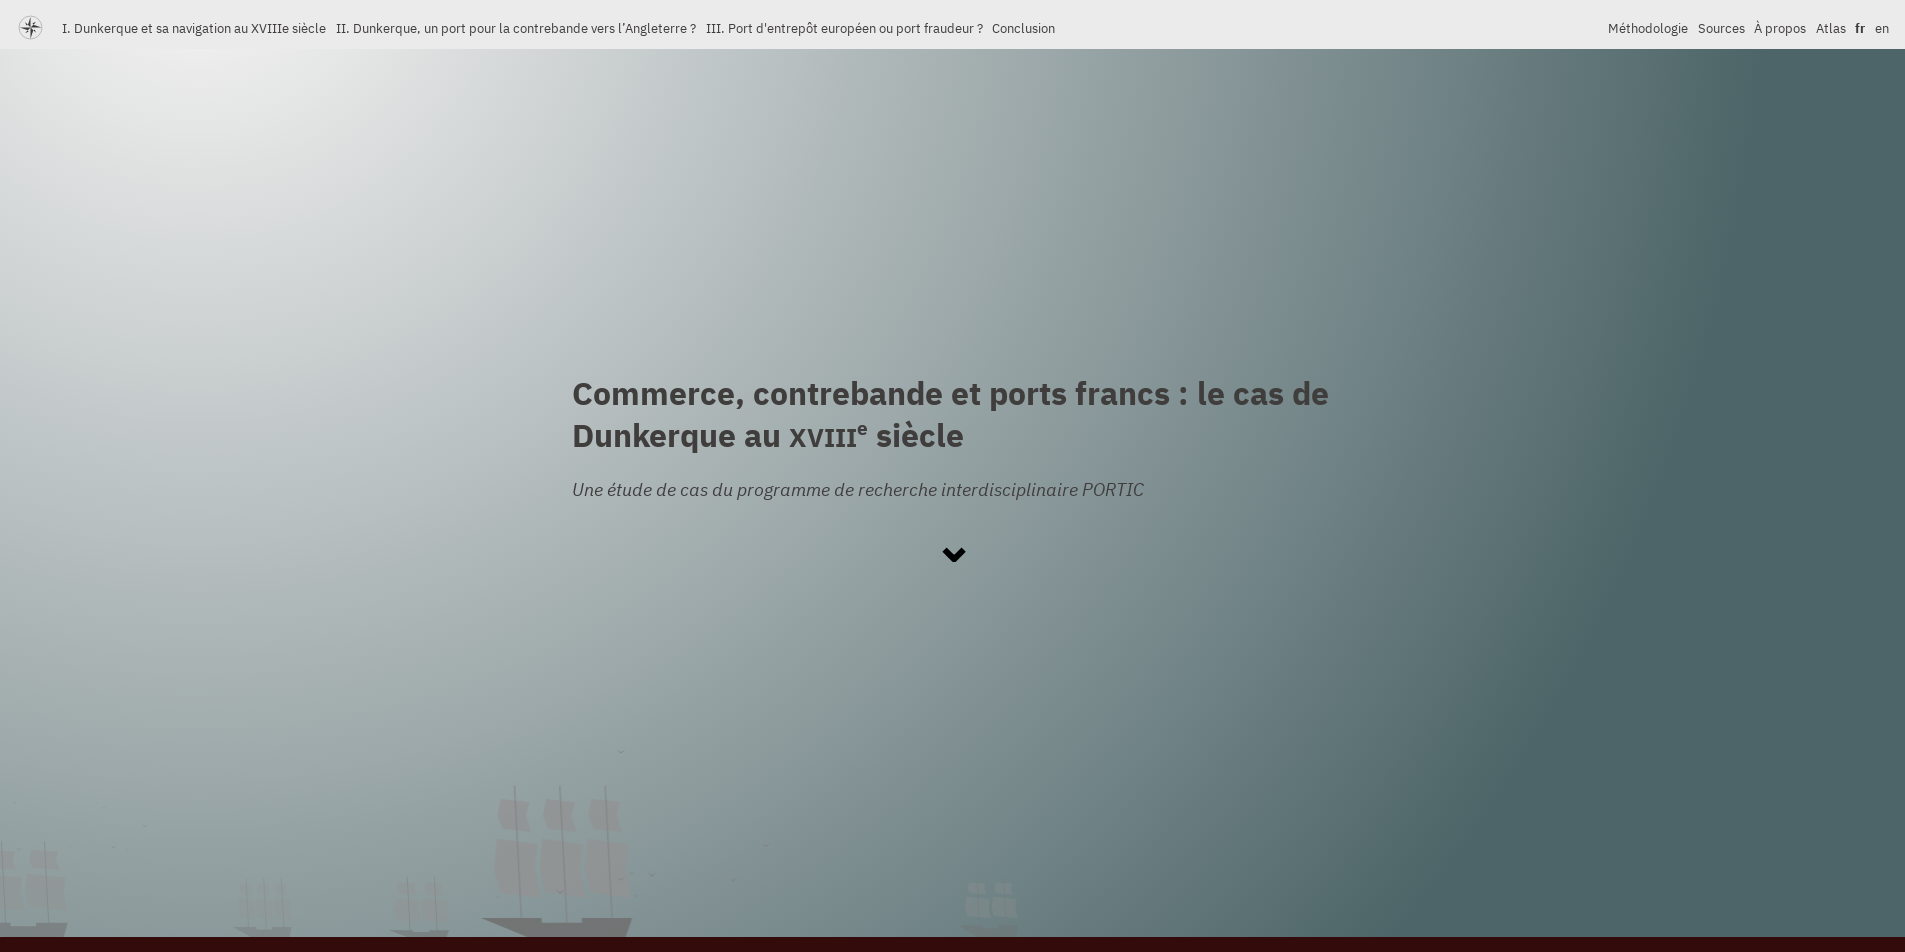 I. Dunkerque et sa navigation au XVIIIe siècle II. Dunkerque, un port pour la contrebande vers l’Angleterre ? III. Port d'entrepôt européen ou port fraudeur ? Conclusion Méthodologie Sources À propos Atlas fr en
Commerce, contrebande et ports francs : le cas de
Dunkerque au XVIIIe siècle
Une étude de cas du programme de recherche interdisciplinaire PORTIC